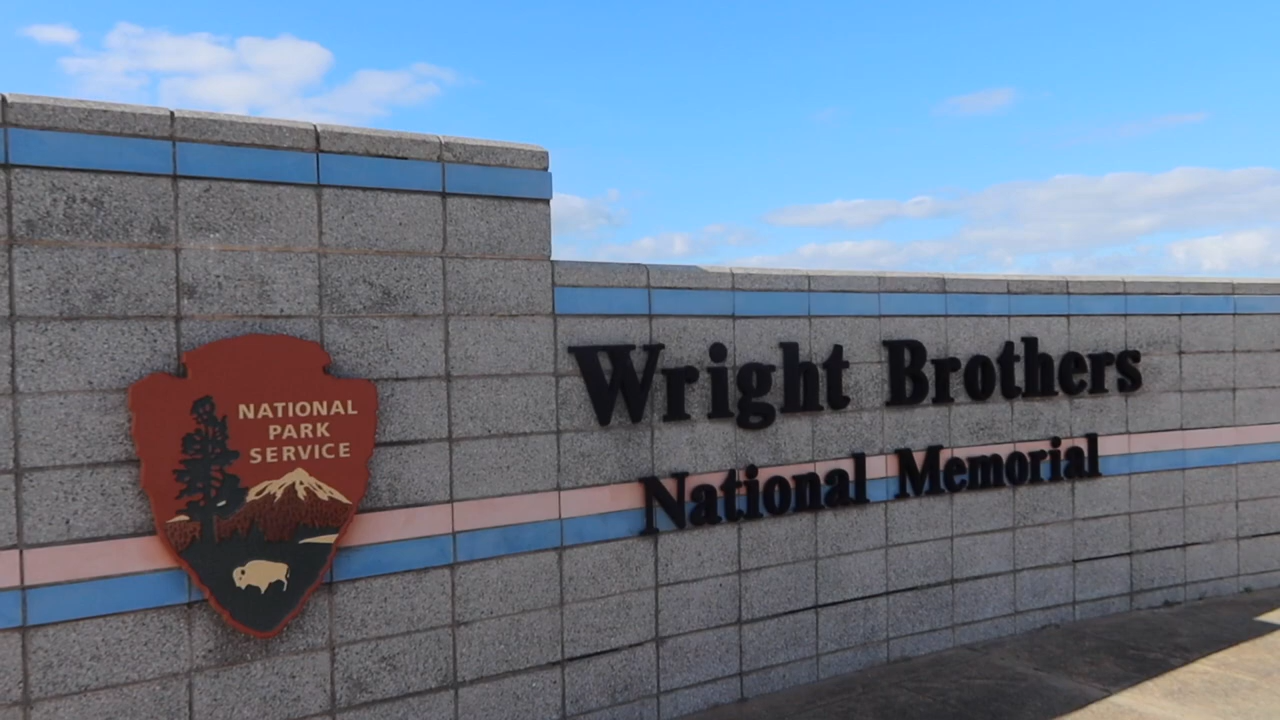 NATIONAL
PARK
SERVICE
Wright Brothers
National Memorial